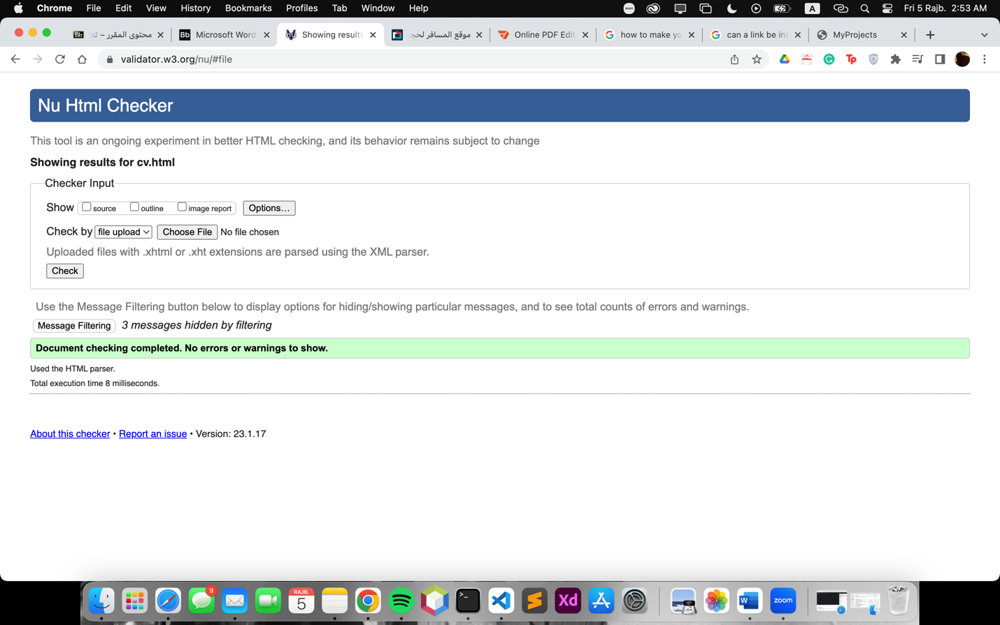 Chrome File Edit View History Bookmarks Profiles Tab Window Help zoom A Fri 5 Rajb. 2:53 AM
Bb محتوى المقرر – تص Bb Microsoft Word Showing results موقع المسافر لحج Online PDF Edit how to make yo can a link be ins MyProjects
validator.w3.org/nu/#file
Nu Html Checker
This tool is an ongoing experiment in better HTML checking, and its behavior remains subject to change
Showing results for cv.html
Checker Input
Show source outline image report Options...
Check by file upload Choose File No file chosen
Uploaded files with .xhtml or .xht extensions are parsed using the XML parser.
Check
Use the Message Filtering button below to display options for hiding/showing particular messages, and to see total counts of errors and warnings.
Message Filtering 3 messages hidden by filtering
Document checking completed. No errors or warnings to show.
Used the HTML parser.
Total execution time 8 milliseconds.
About this checker • Report an issue • Version: 23.1.17
9 RAJB. 5 Xd W zoom